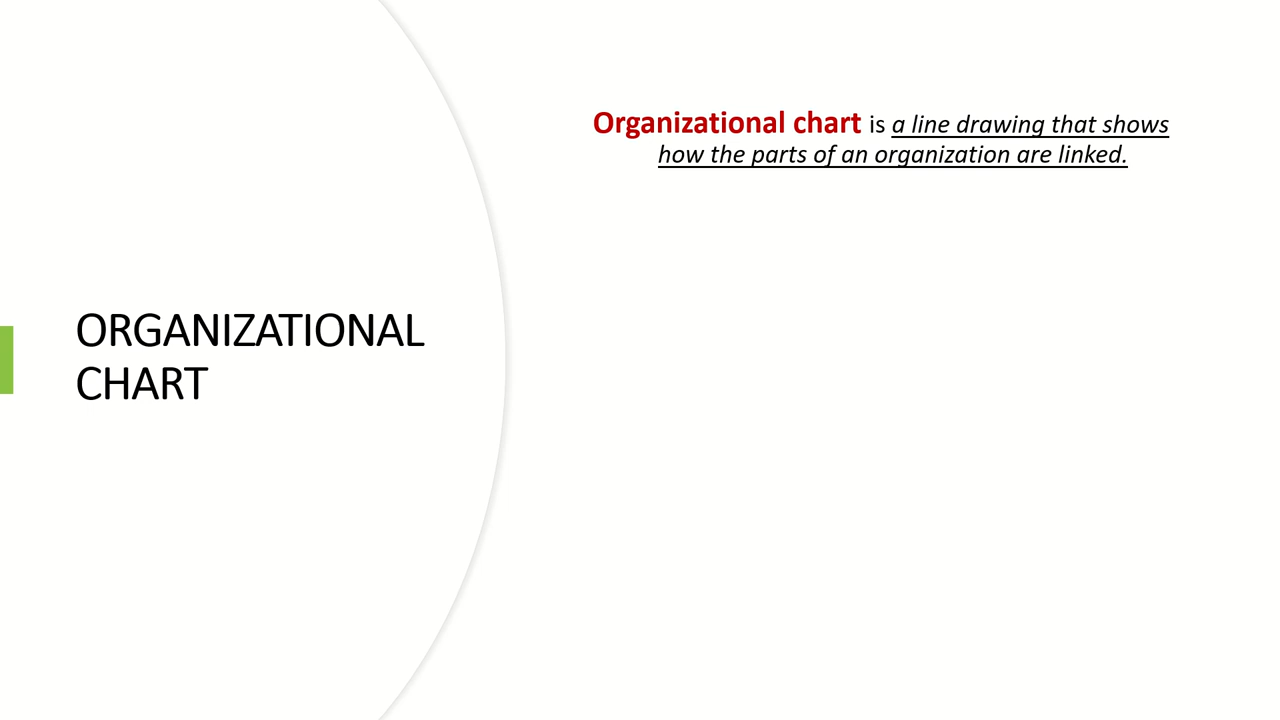 ORGANIZATIONAL
CHART
Organizational chart is a line drawing that shows
how the parts of an organization are linked.